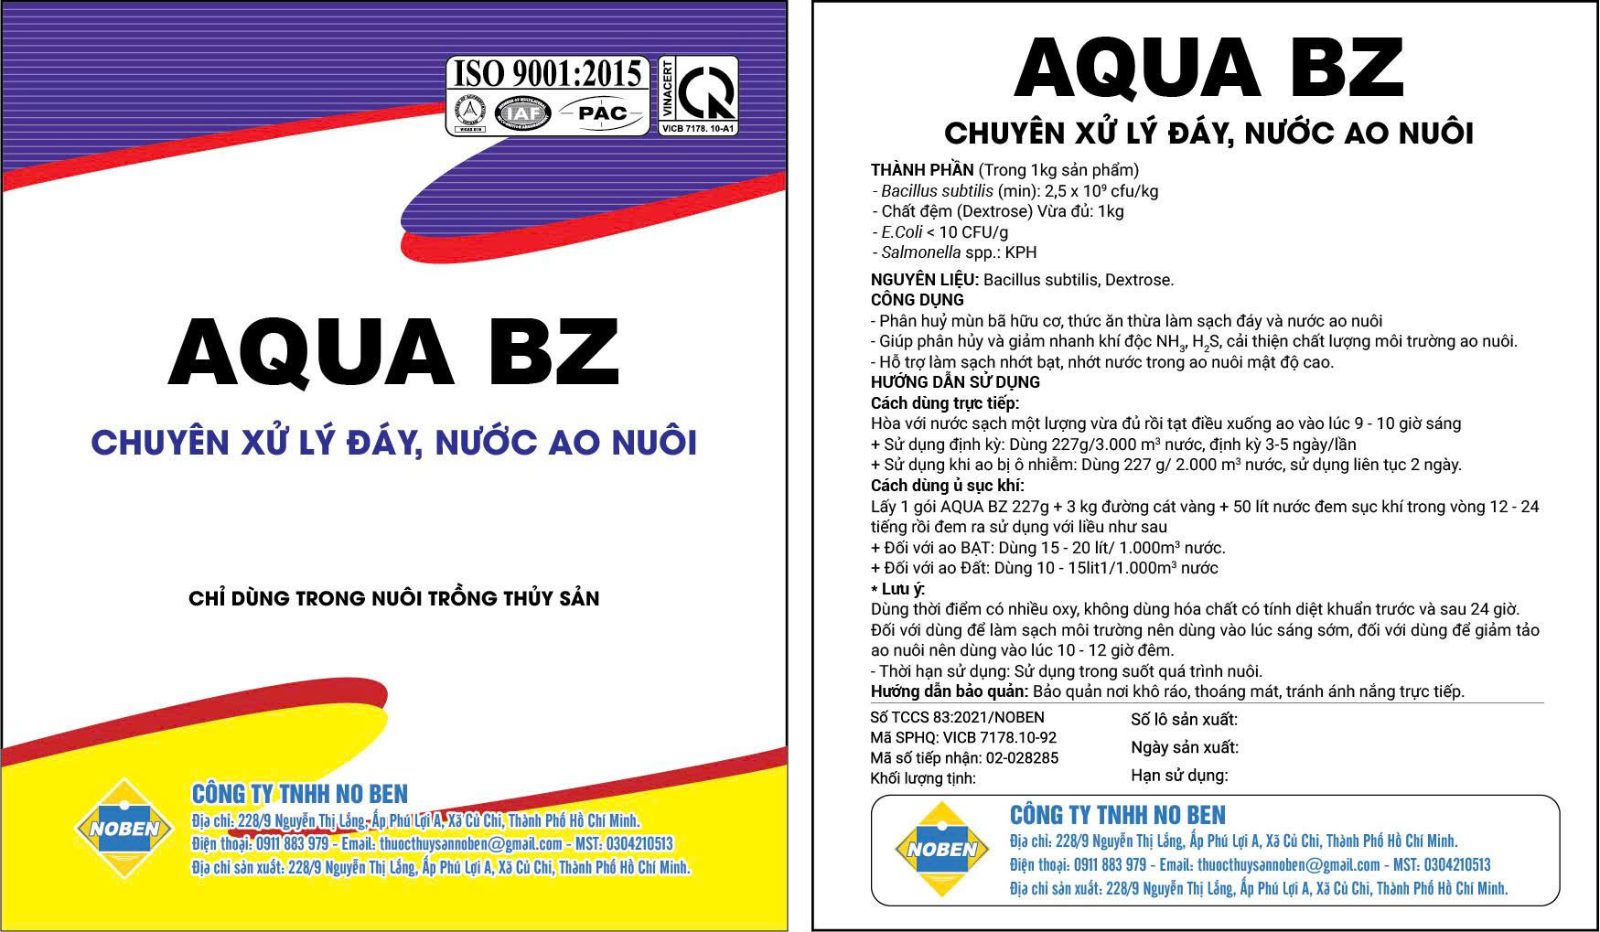 ISO 9001:2015
IAF
PAC
VINACERT
VICB 7178. 10-A1
AQUA BZ
CHUYÊN XỬ LÝ ĐÁY, NƯỚC AO NUÔI
CHỈ DÙNG TRONG NUÔI TRỒNG THỦY SẢN
NOBEN
CÔNG TY TNHH NO BEN
Địa chỉ: 228/9 Nguyễn Thị Lắng, Ấp Phú Lợi A, Xã Củ Chi, Thành Phố Hồ Chí Minh.
Điện thoại: 0911 883 979 - Email: thuocthuysannoben@gmail.com - MST: 0304210513
Địa chỉ sản xuất: 228/9 Nguyễn Thị Lắng, Ấp Phú Lợi A, Xã Củ Chi, Thành Phố Hồ Chí Minh.
AQUA BZ
CHUYÊN XỬ LÝ ĐÁY, NƯỚC AO NUÔI
THÀNH PHẦN (Trong 1kg sản phẩm)
- Bacillus subtilis (min): 2,5 x 10⁹ cfu/kg
- Chất đệm (Dextrose) Vừa đủ: 1kg
- E.Coli < 10 CFU/g
- Salmonella spp.: KPH
NGUYÊN LIỆU: Bacillus subtilis, Dextrose.
CÔNG DỤNG
- Phân huỷ mùn bã hữu cơ, thức ăn thừa làm sạch đáy và nước ao nuôi
- Giúp phân hủy và giảm nhanh khí độc NH₃, H₂S, cải thiện chất lượng môi trường ao nuôi.
- Hỗ trợ làm sạch nhớt bạt, nhớt nước trong ao nuôi mật độ cao.
HƯỚNG DẪN SỬ DỤNG
Cách dùng trực tiếp:
Hòa với nước sạch một lượng vừa đủ rồi tạt điều xuống ao vào lúc 9 - 10 giờ sáng
+ Sử dụng định kỳ: Dùng 227g/3.000 m³ nước, định kỳ 3-5 ngày/lần
+ Sử dụng khi ao bị ô nhiễm: Dùng 227 g/ 2.000 m³ nước, sử dụng liên tục 2 ngày.
Cách dùng ủ sục khí:
Lấy 1 gói AQUA BZ 227g + 3 kg đường cát vàng + 50 lít nước đem sục khí trong vòng 12 - 24
tiếng rồi đem ra sử dụng với liều như sau
+ Đối với ao BẠT: Dùng 15 - 20 lít/ 1.000m³ nước.
+ Đối với ao Đất: Dùng 10 - 15lit1/1.000m³ nước
* Lưu ý:
Dùng thời điểm có nhiều oxy, không dùng hóa chất có tính diệt khuẩn trước và sau 24 giờ.
Đối với dùng để làm sạch môi trường nên dùng vào lúc sáng sớm, đối với dùng để giảm tảo
ao nuôi nên dùng vào lúc 10 - 12 giờ đêm.
- Thời hạn sử dụng: Sử dụng trong suốt quá trình nuôi.
Hướng dẫn bảo quản: Bảo quản nơi khô ráo, thoáng mát, tránh ánh nắng trực tiếp.
Số TCCS 83:2021/NOBEN
Mã SPHQ: VICB 7178.10-92
Mã số tiếp nhận: 02-028285
Khối lượng tịnh:
Số lô sản xuất:
Ngày sản xuất:
Hạn sử dụng:
NOBEN
CÔNG TY TNHH NO BEN
Địa chỉ: 228/9 Nguyễn Thị Lắng, Ấp Phú Lợi A, Xã Củ Chi, Thành Phố Hồ Chí Minh.
Điện thoại: 0911 883 979 - Email: thuocthuysannoben@gmail.com - MST: 0304210513
Địa chỉ sản xuất: 228/9 Nguyễn Thị Lắng, Ấp Phú Lợi A, Xã Củ Chi, Thành Phố Hồ Chí Minh.